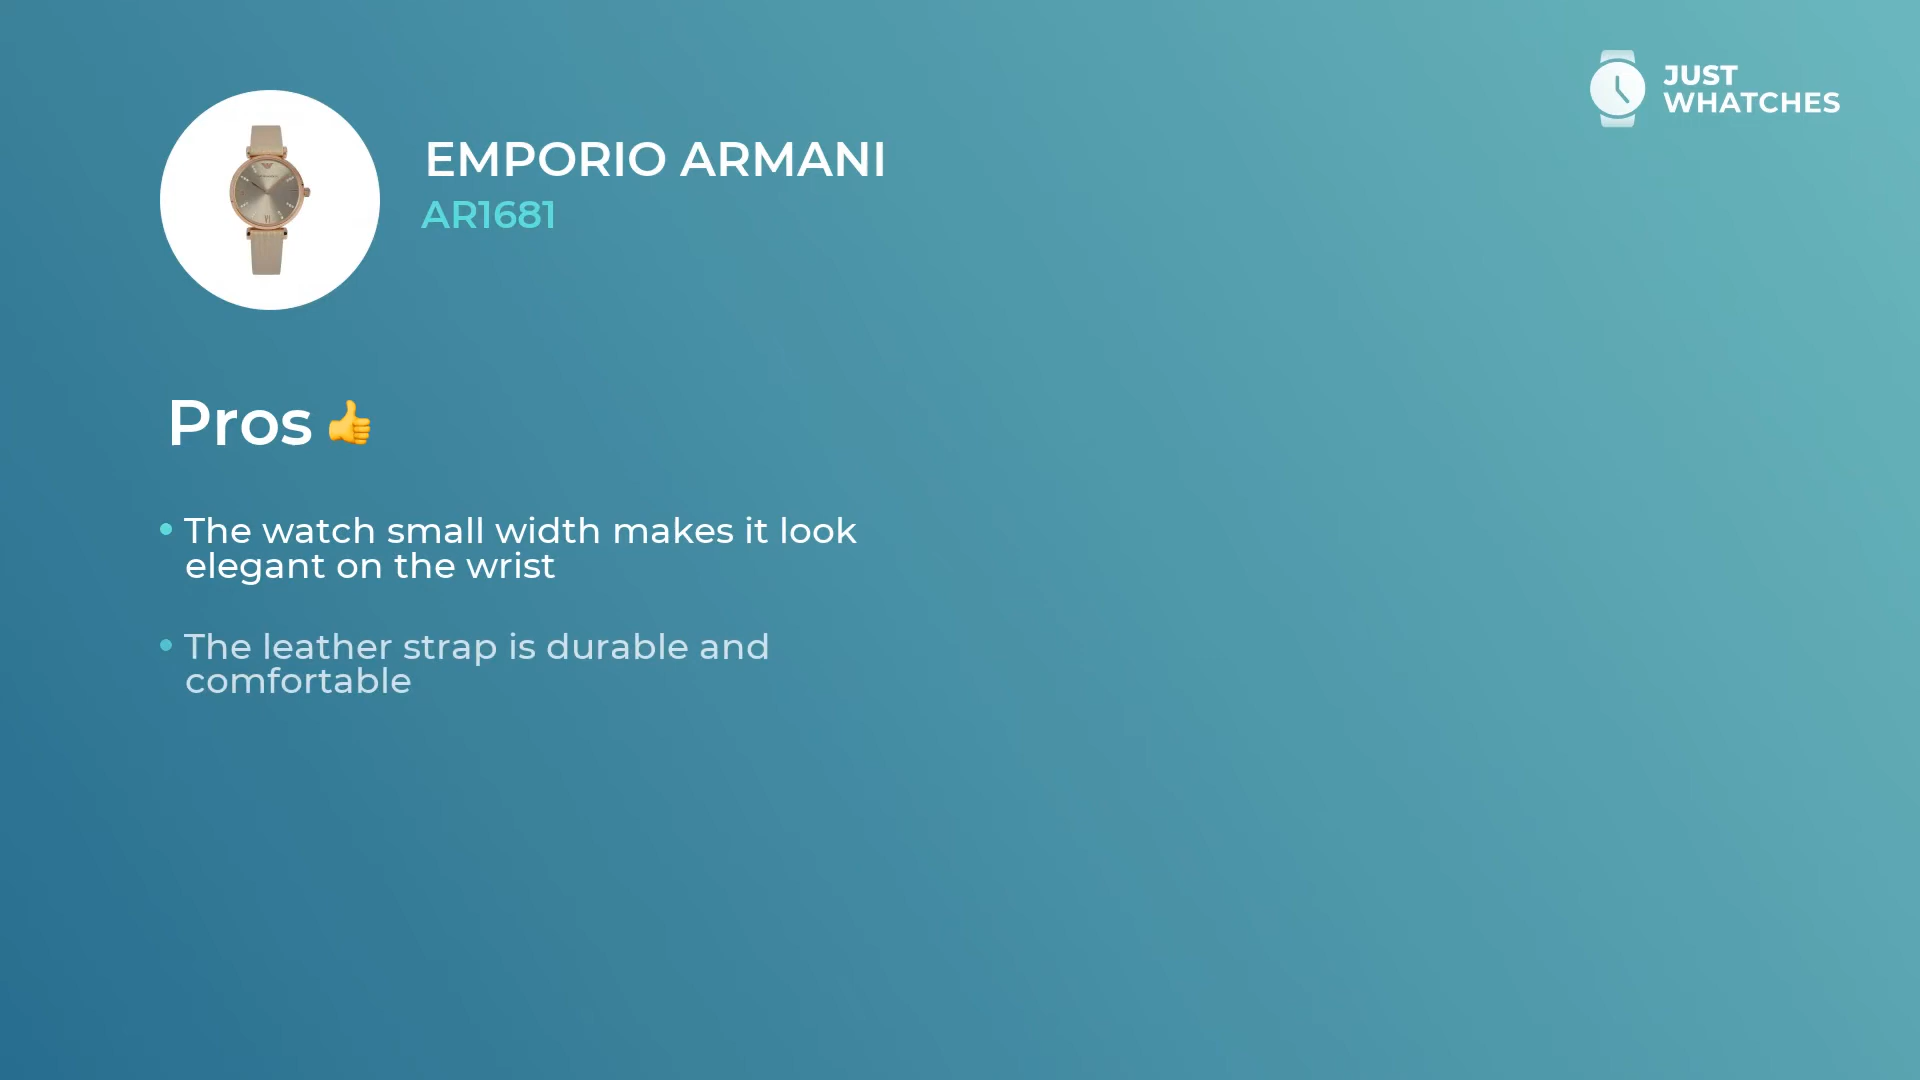 JUST
WHATCHES
EMPORIO ARMANI
AR1681
Pros 👍
• The watch small width makes it look
elegant on the wrist
• The leather strap is durable and
comfortable